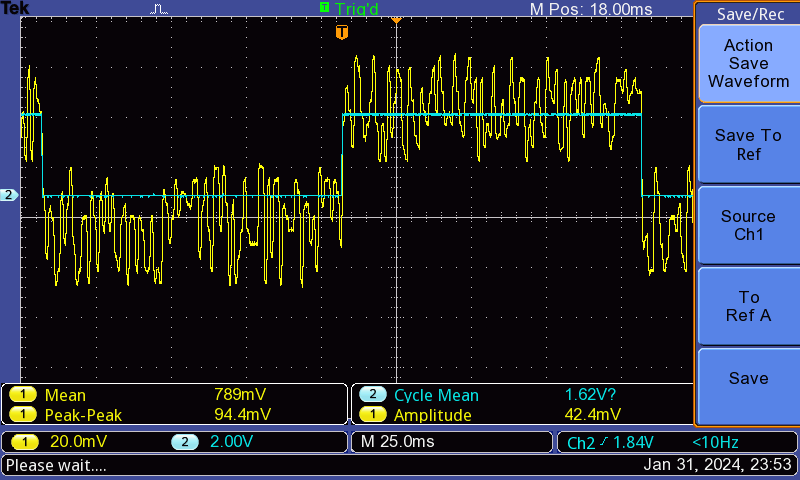 Tek
T Trig'd
M Pos: 18.00ms
Save/Rec
T
Action
Save
Waveform
Save To
Ref
2
Source
Ch1
To
Ref A
Save
1 Mean 789mV
2 Cycle Mean 1.62V?
1 Peak-Peak 94.4mV
1 Amplitude 42.4mV
1 20.0mV
2 2.00V
M 25.0ms
Ch2 1.84V <10Hz
Please wait....
Jan 31, 2024, 23:53